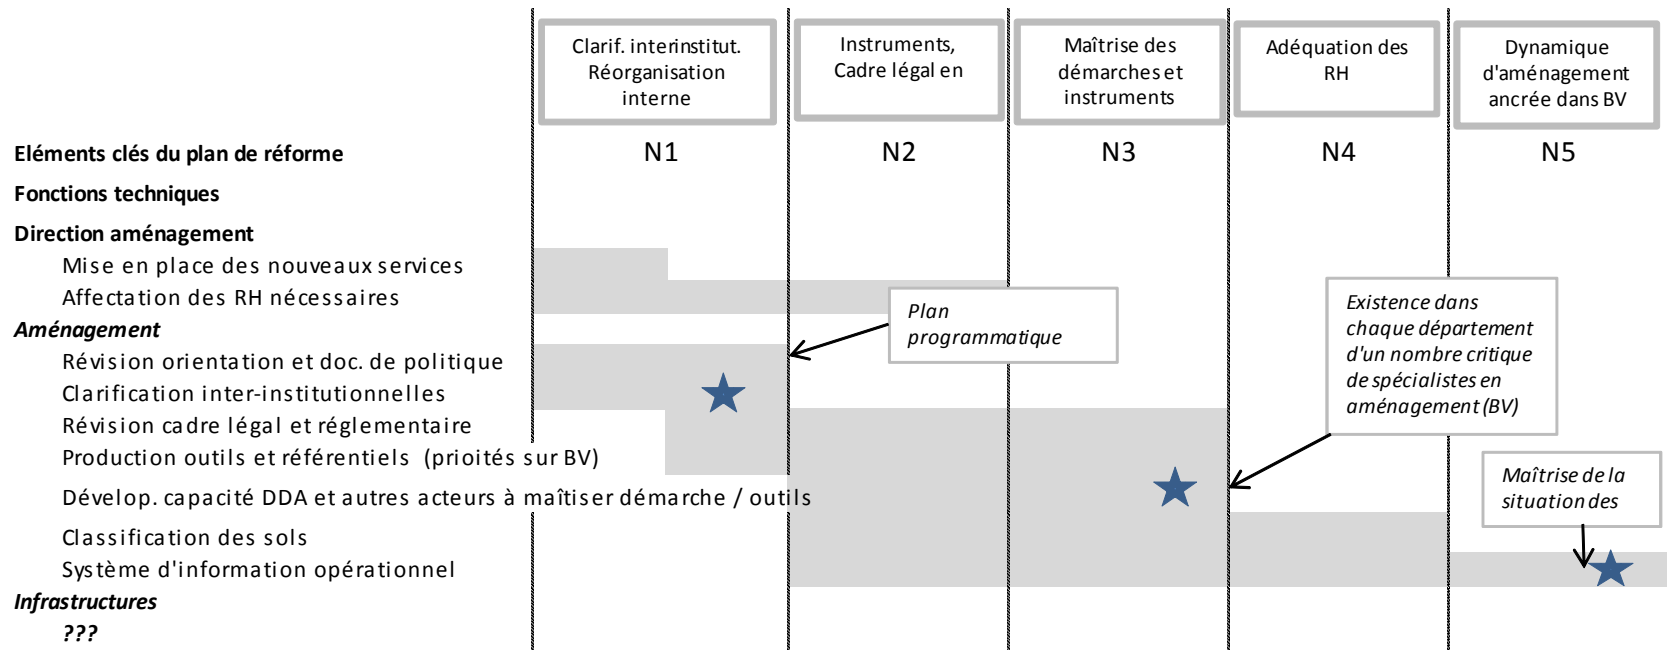 Clarif. interinstitut.
Réorganisation
interne
Instruments,
Cadre légal en
Maîtrise des
démarches et
instruments
Adéquation des
RH
Dynamique
d'aménagement
ancrée dans BV
Eléments clés du plan de réforme
N1
N2
N3
N4
N5
Fonctions techniques
Direction aménagement
Mise en place des nouveaux services
Affectation des RH nécessaires
Plan
programmatique
Existence dans
chaque département
d'un nombre critique
de spécialistes en
aménagement (BV)
Aménagement
Révision orientation et doc. de politique
Clarification inter-institutionnelles
Révision cadre légal et réglementaire
Production outils et référentiels (prioités sur BV)
Maîtrise de la
situation des
Dévelop. capacité DDA et autres acteurs à maîtiser démarche / outils
Classification des sols
Système d'information opérationnel
Infrastructures
???